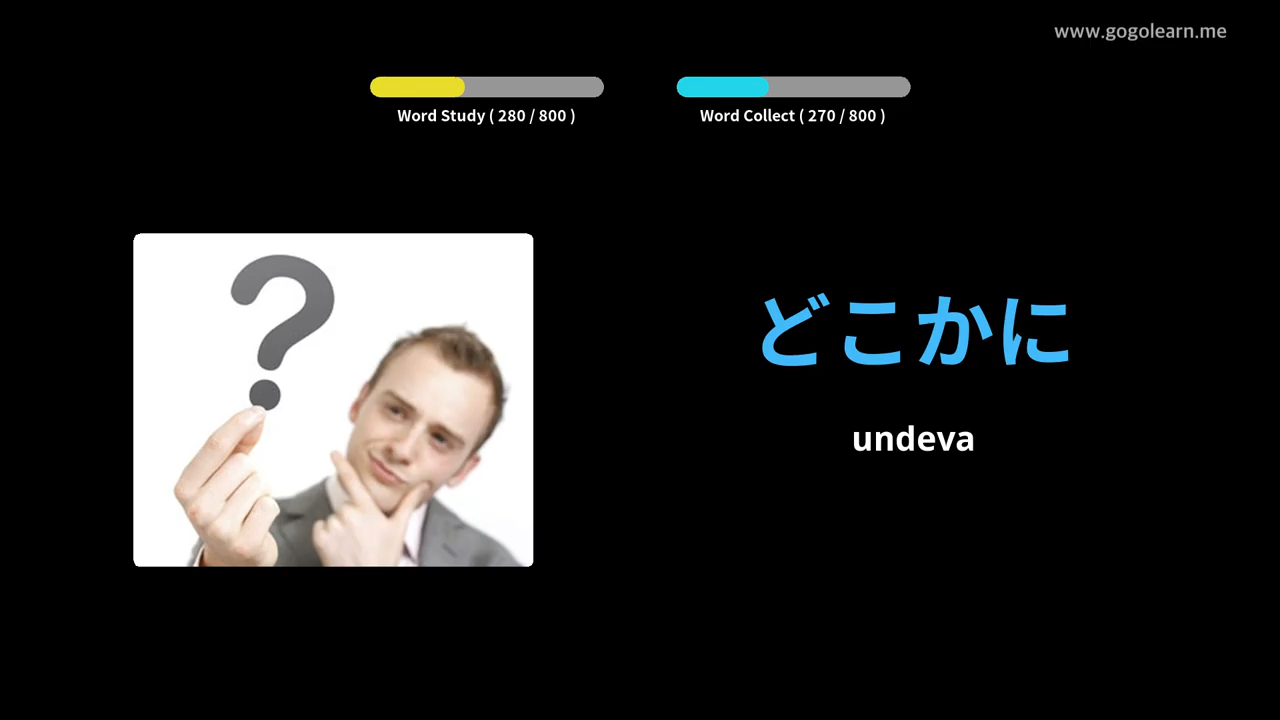 www.gogolearn.me
Word Study ( 280 / 800 )
Word Collect ( 270 / 800 )
?
どこかに
undeva